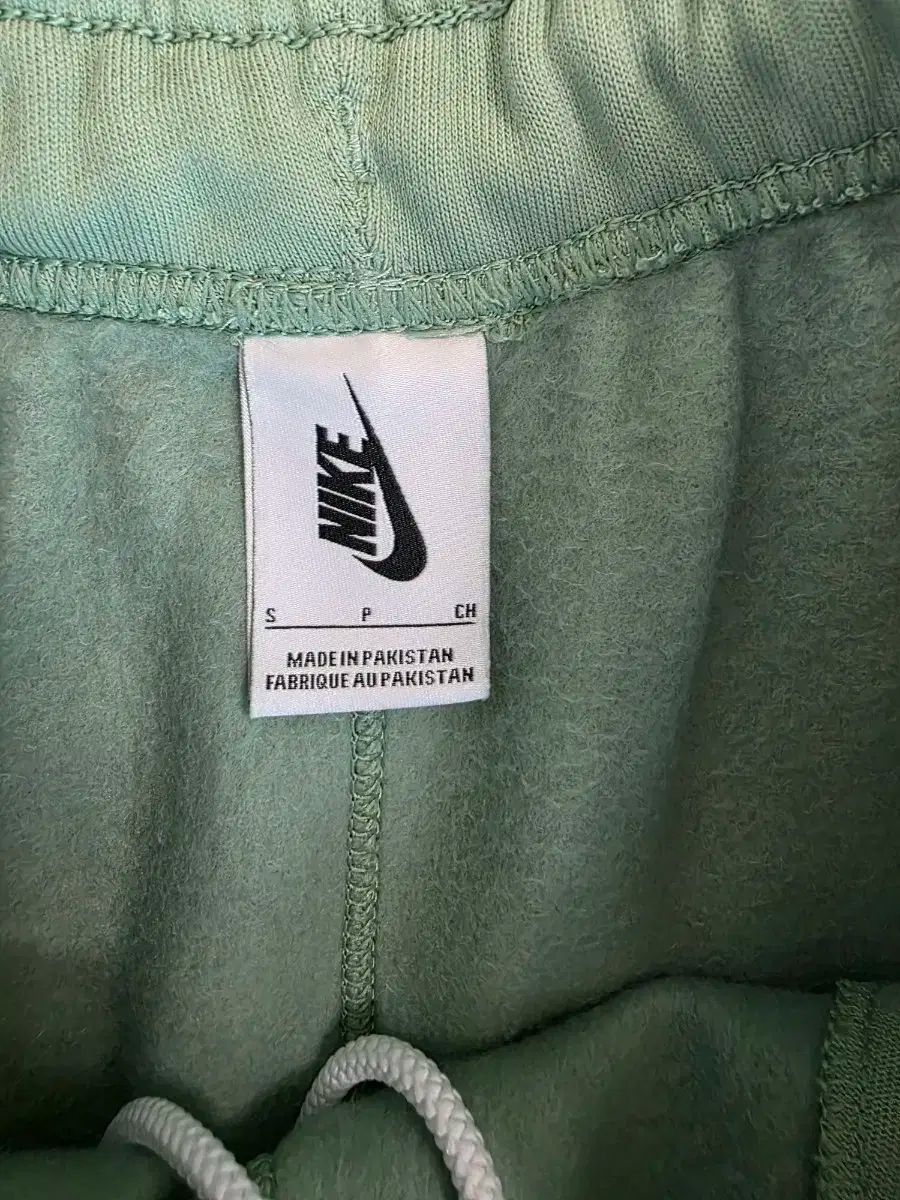 NIKE
S P CH
MADE IN PAKISTAN
FABRIQUE AU PAKISTAN